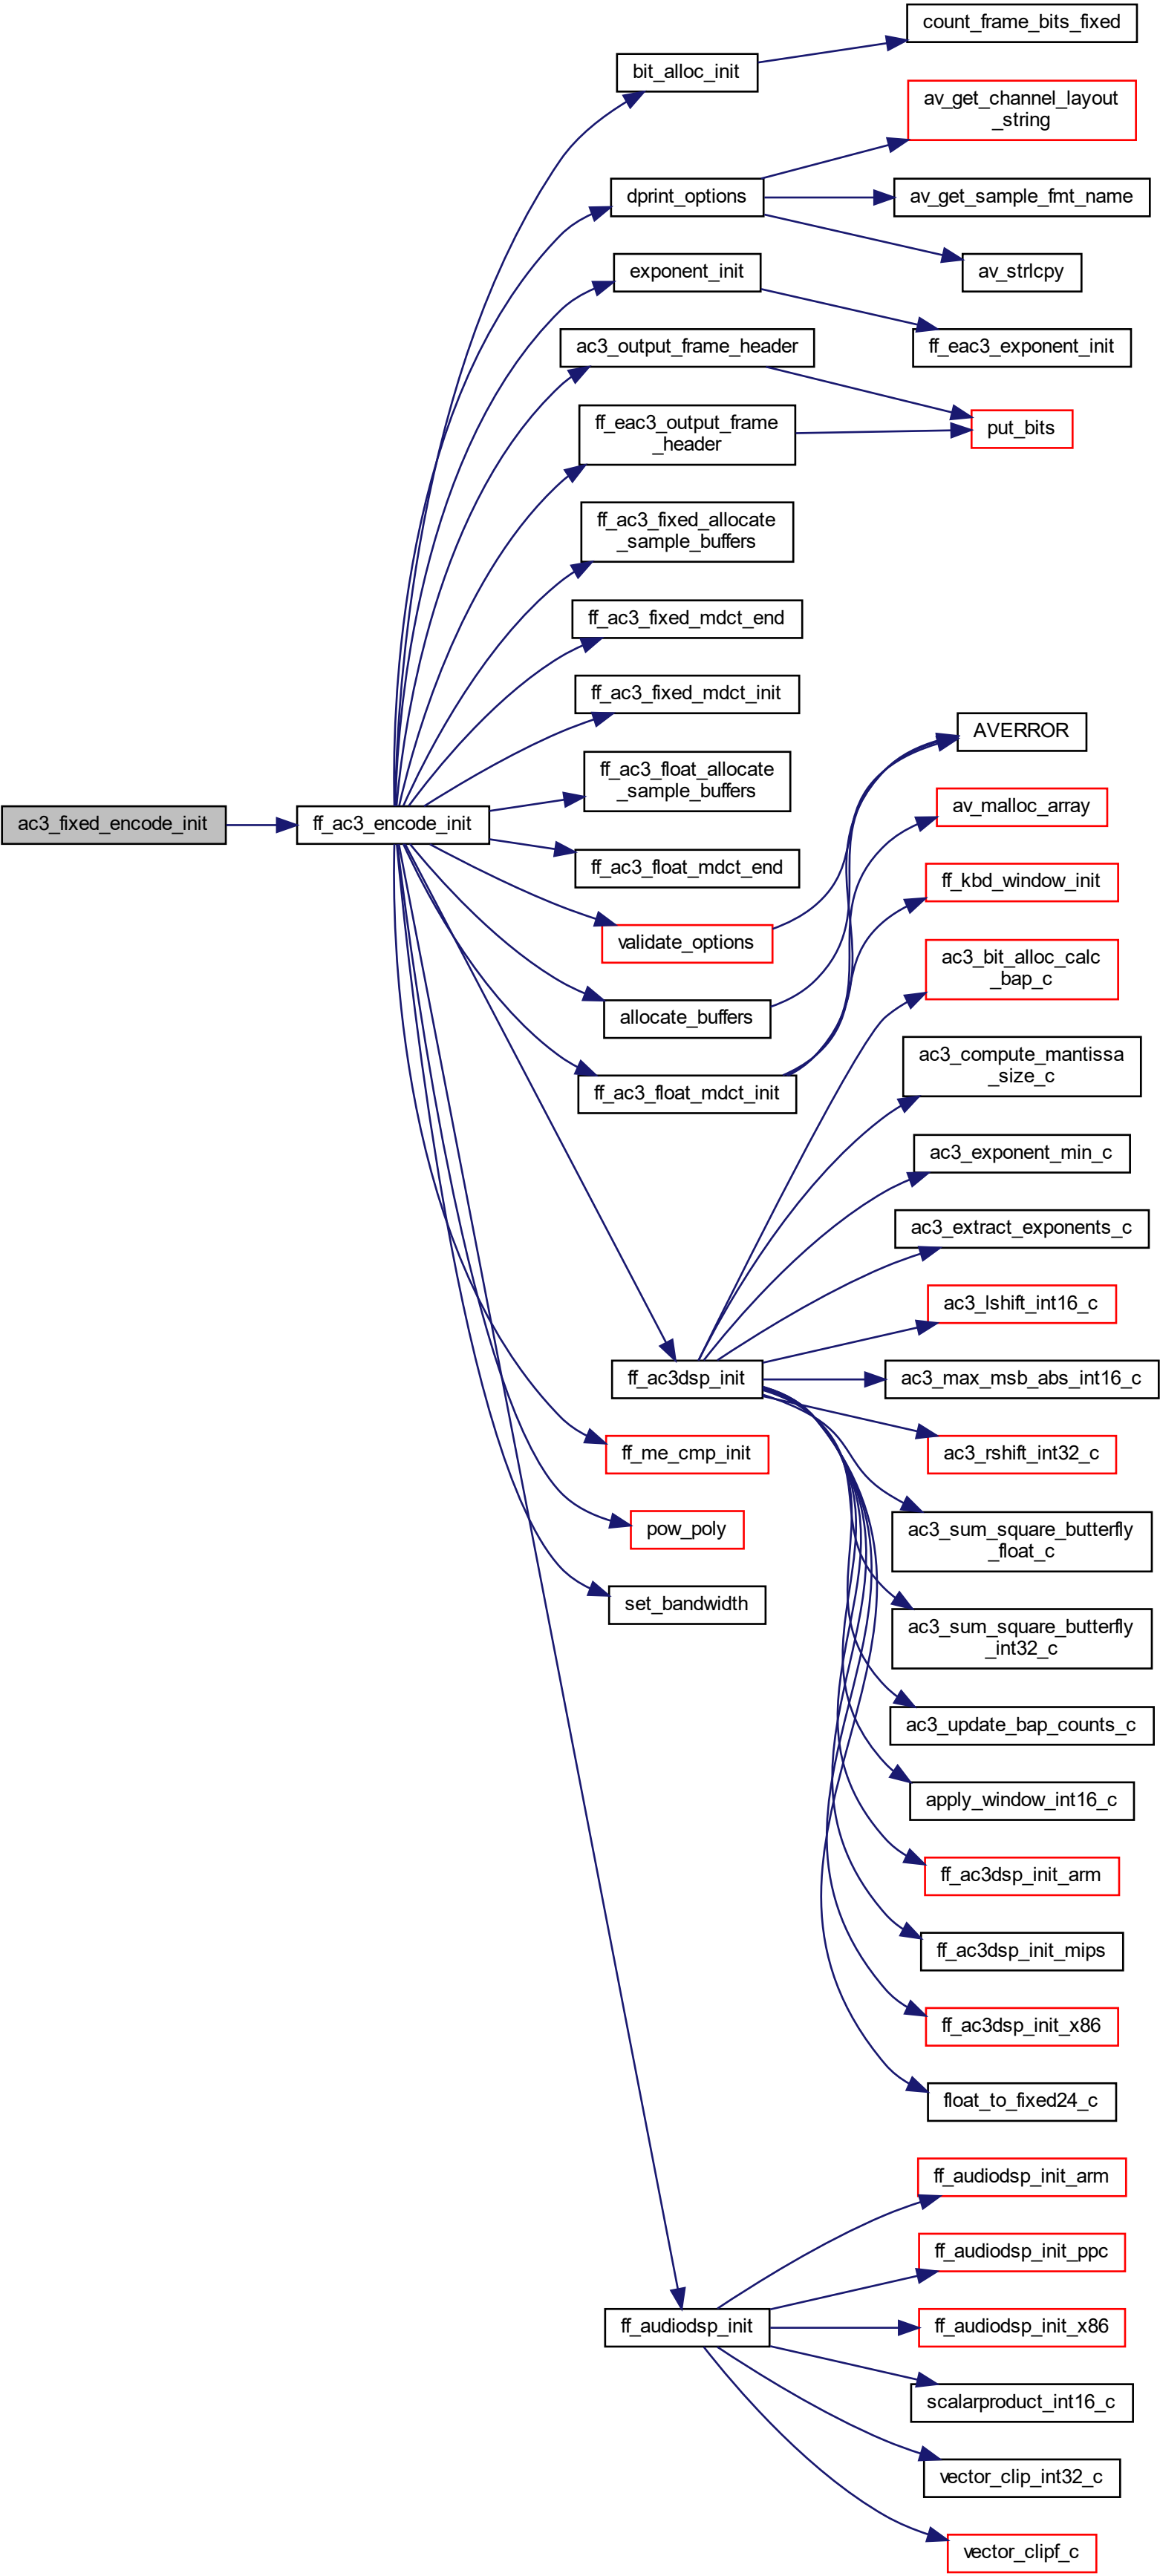 ac3_fixed_encode_init
ff_ac3_encode_init
bit_alloc_init
count_frame_bits_fixed
dprint_options
av_get_channel_layout
_string
av_get_sample_fmt_name
av_strlcpy
exponent_init
ff_eac3_exponent_init
ac3_output_frame_header
ff_eac3_output_frame
_header
put_bits
ff_ac3_fixed_allocate
_sample_buffers
ff_ac3_fixed_mdct_end
ff_ac3_fixed_mdct_init
ff_ac3_float_allocate
_sample_buffers
ff_ac3_float_mdct_end
validate_options
allocate_buffers
ff_ac3_float_mdct_init
AVERROR
av_malloc_array
ff_kbd_window_init
ff_ac3dsp_init
ac3_bit_alloc_calc
_bap_c
ac3_compute_mantissa
_size_c
ac3_exponent_min_c
ac3_extract_exponents_c
ac3_lshift_int16_c
ac3_max_msb_abs_int16_c
ac3_rshift_int32_c
ac3_sum_square_butterfly
_float_c
ac3_sum_square_butterfly
_int32_c
ac3_update_bap_counts_c
apply_window_int16_c
ff_ac3dsp_init_arm
ff_ac3dsp_init_mips
ff_ac3dsp_init_x86
float_to_fixed24_c
ff_me_cmp_init
pow_poly
set_bandwidth
ff_audiodsp_init
ff_audiodsp_init_arm
ff_audiodsp_init_ppc
ff_audiodsp_init_x86
scalarproduct_int16_c
vector_clip_int32_c
vector_clipf_c